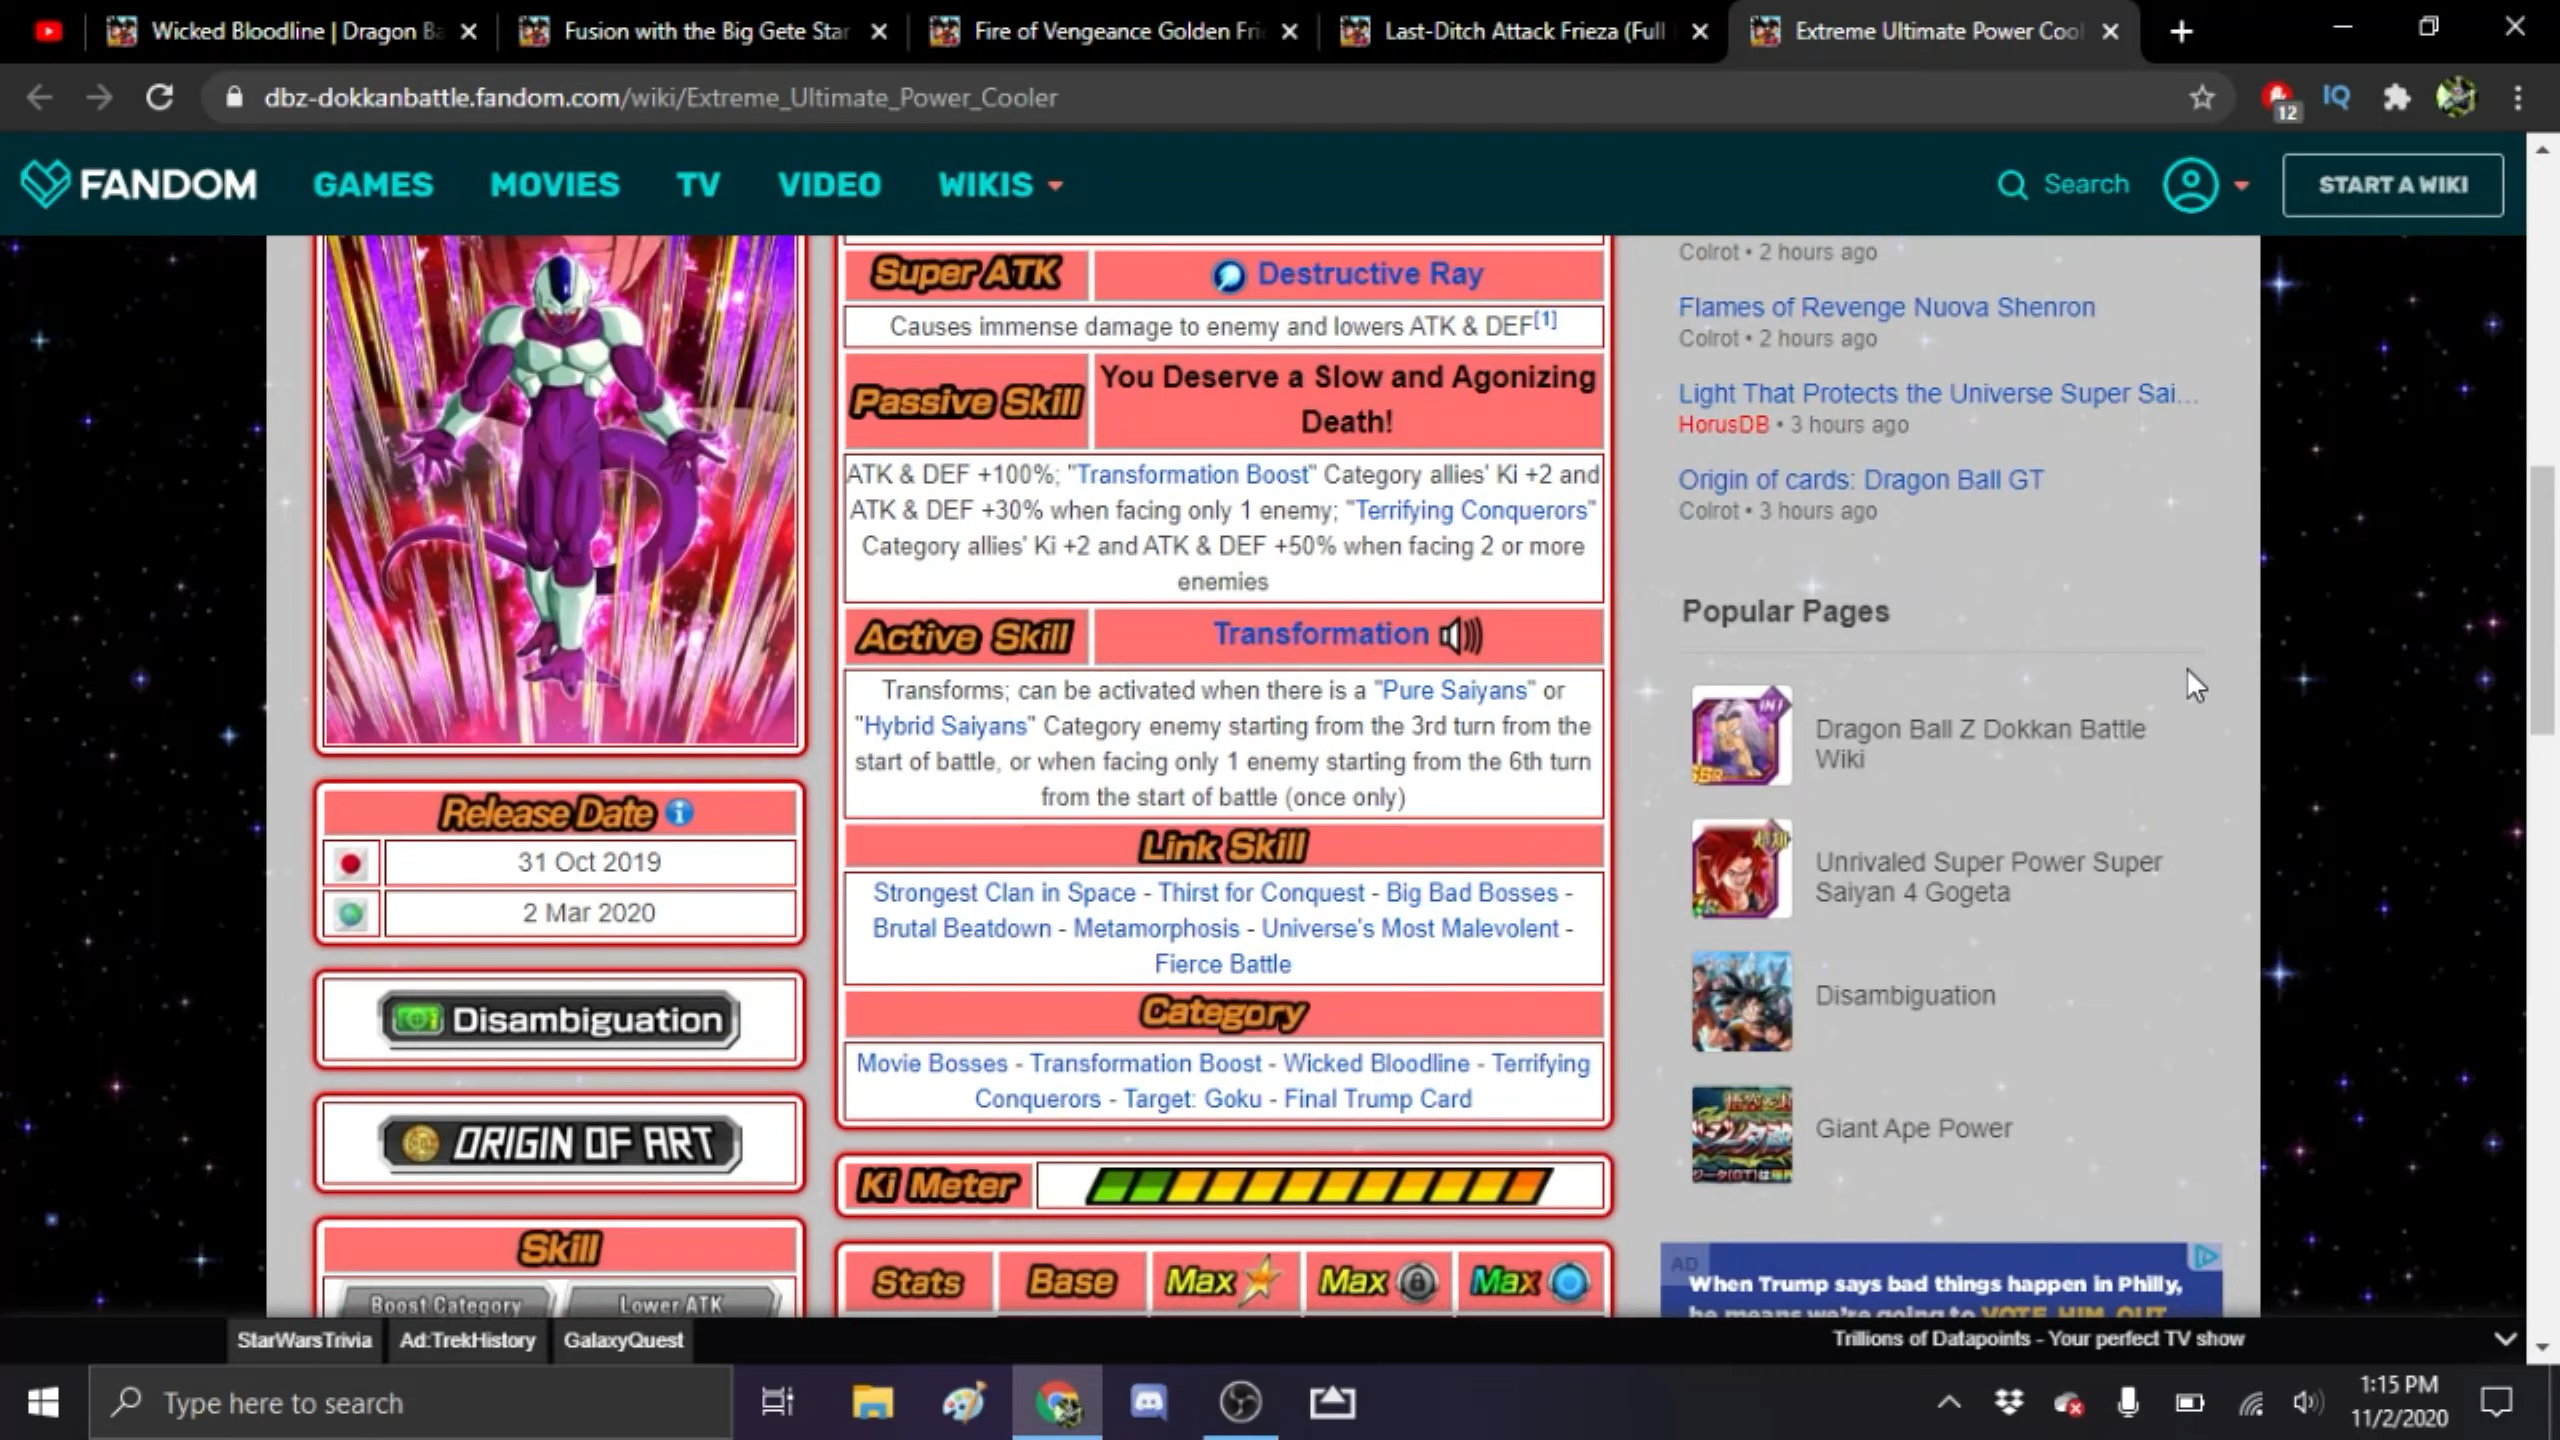 Wicked Bloodline | Dragon Ba
Fusion with the Big Gete Star
Fire of Vengeance Golden Fri
Last-Ditch Attack Frieza (Full
Extreme Ultimate Power Cool
dbz-dokkanbattle.fandom.com/wiki/Extreme_Ultimate_Power_Cooler
12
IQ
FANDOM
GAMES
MOVIES
TV
VIDEO
WIKIS
Search
START A WIKI
Super ATK
Destructive Ray
Causes immense damage to enemy and lowers ATK & DEF[1]
Passive Skill
You Deserve a Slow and Agonizing
Death!
ATK & DEF +100%; "Transformation Boost" Category allies' Ki +2 and
ATK & DEF +30% when facing only 1 enemy; "Terrifying Conquerors"
Category allies' Ki +2 and ATK & DEF +50% when facing 2 or more
enemies
Active Skill
Transformation
Transforms; can be activated when there is a "Pure Saiyans" or
"Hybrid Saiyans" Category enemy starting from the 3rd turn from the
start of battle, or when facing only 1 enemy starting from the 6th turn
from the start of battle (once only)
Link Skill
Strongest Clan in Space - Thirst for Conquest - Big Bad Bosses -
Brutal Beatdown - Metamorphosis - Universe's Most Malevolent -
Fierce Battle
Category
Movie Bosses - Transformation Boost - Wicked Bloodline - Terrifying
Conquerors - Target: Goku - Final Trump Card
Ki Meter
Stats
Base
Max
Max
Max
Release Date
31 Oct 2019
2 Mar 2020
Disambiguation
ORIGIN OF ART
Skill
Boost Category
Lower ATK
Colrot • 2 hours ago
Flames of Revenge Nuova Shenron
Colrot • 2 hours ago
Light That Protects the Universe Super Sai...
HorusDB • 3 hours ago
Origin of cards: Dragon Ball GT
Colrot • 3 hours ago
Popular Pages
INT
SSR
Dragon Ball Z Dokkan Battle
Wiki
Unrivaled Super Power Super
Saiyan 4 Gogeta
Disambiguation
Giant Ape Power
AD
When Trump says bad things happen in Philly,
he means we're going to VOTE HIM OUT
StarWarsTrivia
Ad:TrekHistory
GalaxyQuest
Trillions of Datapoints - Your perfect TV show
Type here to search
1:15 PM
11/2/2020